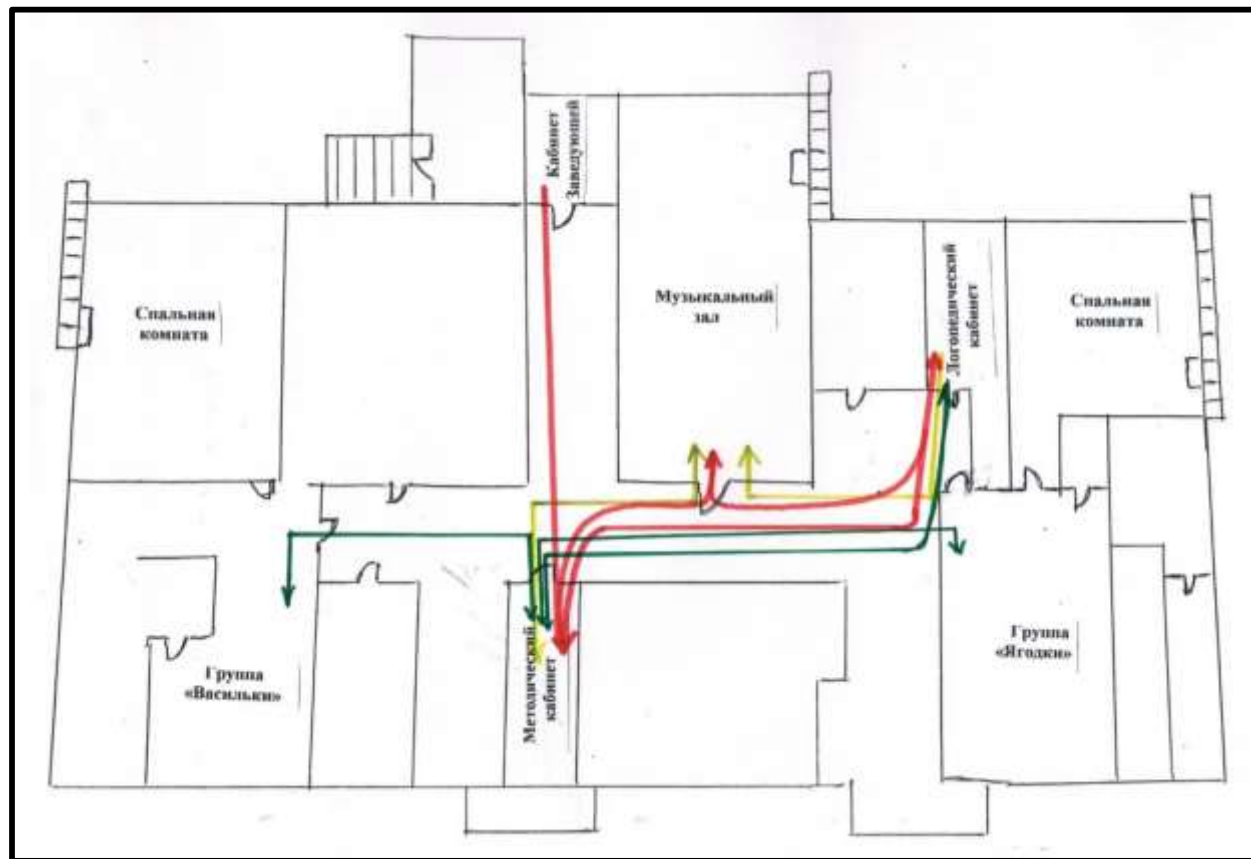 Кабинет
Заведующей
Спальная
комната
Музыкальный
зал
Логопедический
кабинет
Спальная
комната
Группа
«Васильки»
Методический
кабинет
Группа
«Ягодки»